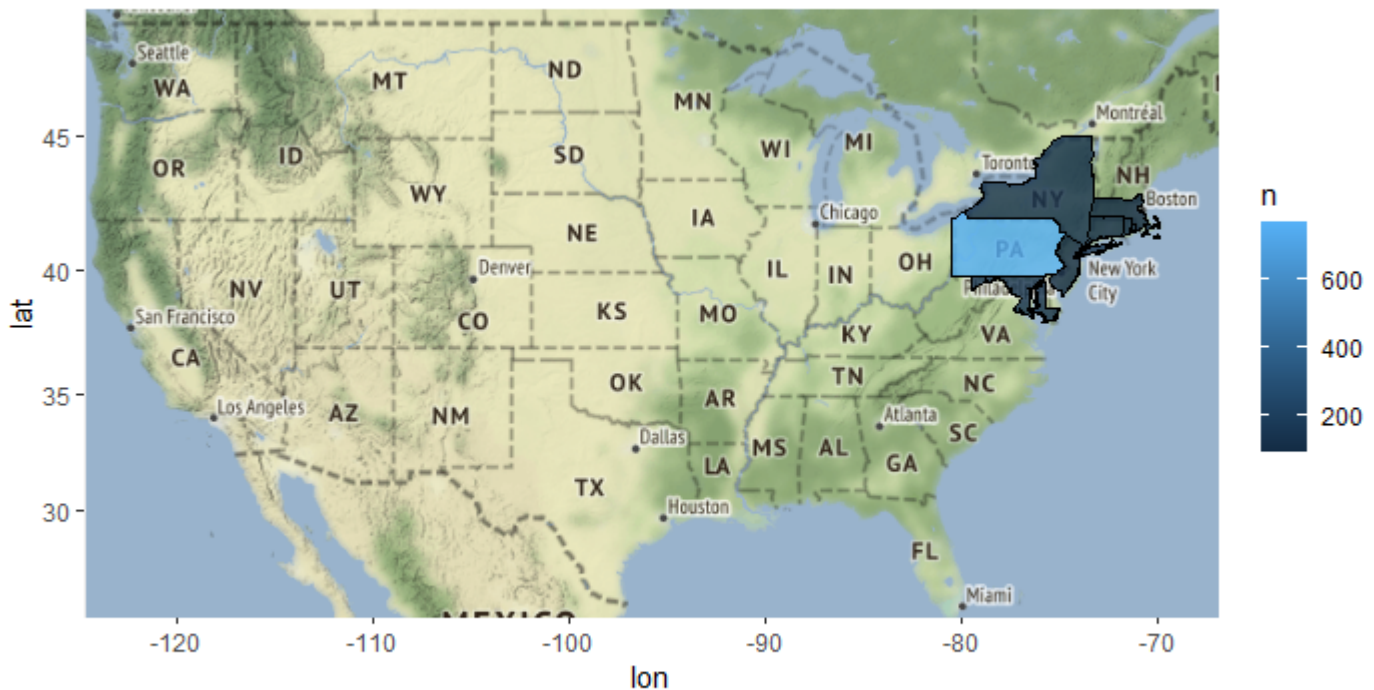 Seattle
WA
MT
ND
MN
Montréal
45
OR
ID
SD
WI
MI
Toronto
NH
WY
NY
Boston
n
IA
Chicago
NE
PA
40
Denver
IL
IN
OH
New York
City
600
NV
UT
Philadelphia
lat
San Francisco
CO
KS
MO
KY
VA
400
CA
35
OK
TN
NC
Los Angeles
AZ
NM
AR
Atlanta
200
SC
Dallas
MS
AL
GA
LA
TX
30
Houston
FL
Miami
MEXICO
-120
-110
-100
-90
-80
-70
lon